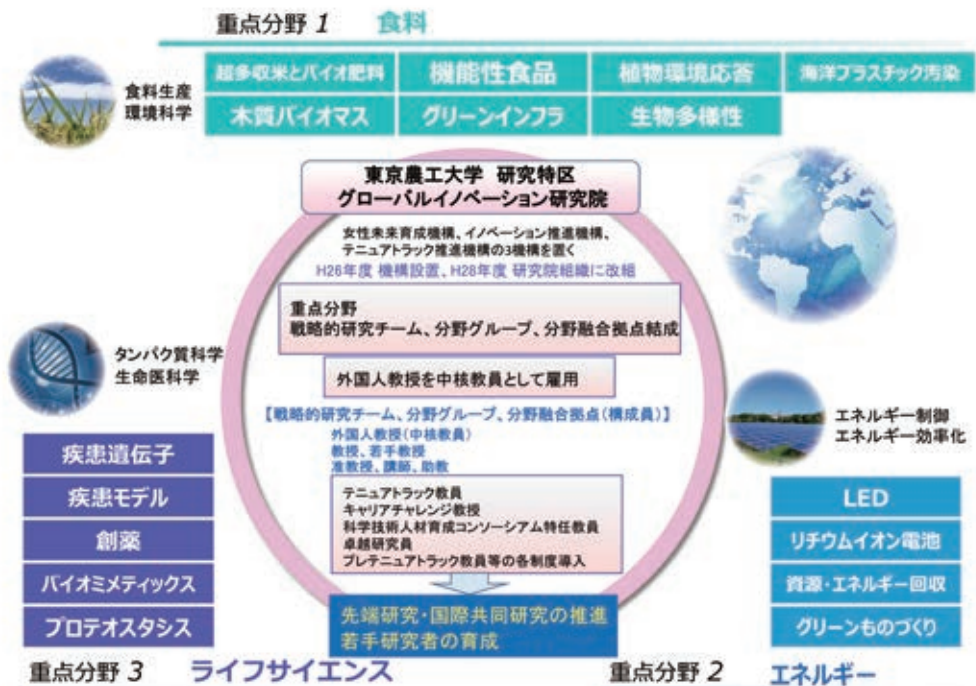 重点分野 1 食料
食料生産
環境科学
超多収米とバイオ肥料
機能性食品
植物環境応答
海洋プラスチック汚染
木質バイオマス
グリーンインフラ
生物多様性
東京農工大学 研究特区
グローバルイノベーション研究院
女性未来育成機構、イノベーション推進機構、
テニュアトラック推進機構の3機構を置く
H26年度 機構設置、H28年度 研究院組織に改組
重点分野
戦略的研究チーム、分野グループ、分野融合拠点結成
外国人教授を中核教員として雇用
【戦略的研究チーム、分野グループ、分野融合拠点(構成員)】
外国人教授(中核教員)
教授、若手教授
准教授、講師、助教
テニュアトラック教員
キャリアチャレンジ教授
科学技術人材育成コンソーシアム特任教員
卓越研究員
プレテニュアトラック教員等の各制度導入
先端研究・国際共同研究の推進
若手研究者の育成
タンパク質科学
生命医科学
疾患遺伝子
疾患モデル
創薬
バイオミメティックス
プロテオスタシス
重点分野 3 ライフサイエンス
エネルギー制御
エネルギー効率化
LED
リチウムイオン電池
資源・エネルギー回収
グリーンものづくり
重点分野 2 エネルギー